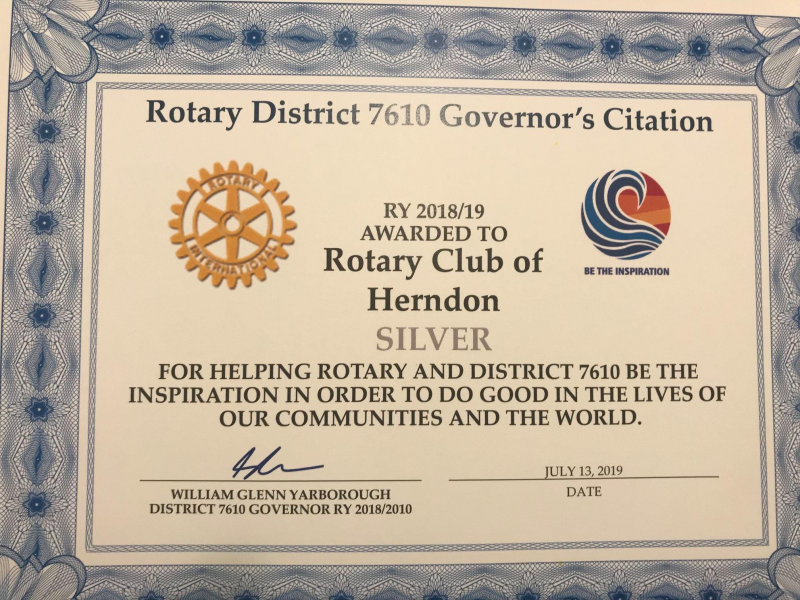 Rotary District 7610 Governor's Citation
ROTARY
INTERNATIONAL
RY 2018/19
AWARDED TO
Rotary Club of
Herndon
SILVER
BE THE INSPIRATION
FOR HELPING ROTARY AND DISTRICT 7610 BE THE
INSPIRATION IN ORDER TO DO GOOD IN THE LIVES OF
OUR COMMUNITIES AND THE WORLD.
WILLIAM GLENN YARBOROUGH
DISTRICT 7610 GOVERNOR RY 2018/2010
JULY 13, 2019
DATE